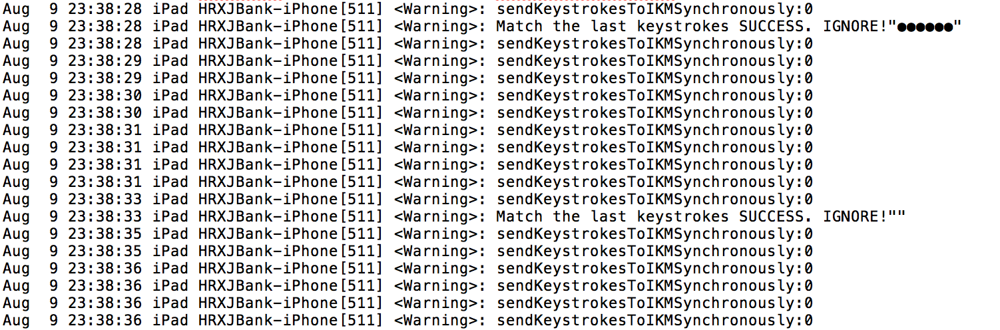 Aug  9 23:38:28 iPad HRXJBank-iPhone[511] <Warning>: sendKeystrokesToIKMSynchronously:0
Aug  9 23:38:28 iPad HRXJBank-iPhone[511] <Warning>: Match the last keystrokes SUCCESS. IGNORE!"●●●●●●"
Aug  9 23:38:28 iPad HRXJBank-iPhone[511] <Warning>: sendKeystrokesToIKMSynchronously:0
Aug  9 23:38:29 iPad HRXJBank-iPhone[511] <Warning>: sendKeystrokesToIKMSynchronously:0
Aug  9 23:38:29 iPad HRXJBank-iPhone[511] <Warning>: sendKeystrokesToIKMSynchronously:0
Aug  9 23:38:30 iPad HRXJBank-iPhone[511] <Warning>: sendKeystrokesToIKMSynchronously:0
Aug  9 23:38:30 iPad HRXJBank-iPhone[511] <Warning>: sendKeystrokesToIKMSynchronously:0
Aug  9 23:38:31 iPad HRXJBank-iPhone[511] <Warning>: sendKeystrokesToIKMSynchronously:0
Aug  9 23:38:31 iPad HRXJBank-iPhone[511] <Warning>: sendKeystrokesToIKMSynchronously:0
Aug  9 23:38:31 iPad HRXJBank-iPhone[511] <Warning>: sendKeystrokesToIKMSynchronously:0
Aug  9 23:38:31 iPad HRXJBank-iPhone[511] <Warning>: sendKeystrokesToIKMSynchronously:0
Aug  9 23:38:33 iPad HRXJBank-iPhone[511] <Warning>: sendKeystrokesToIKMSynchronously:0
Aug  9 23:38:33 iPad HRXJBank-iPhone[511] <Warning>: Match the last keystrokes SUCCESS. IGNORE!""
Aug  9 23:38:35 iPad HRXJBank-iPhone[511] <Warning>: sendKeystrokesToIKMSynchronously:0
Aug  9 23:38:35 iPad HRXJBank-iPhone[511] <Warning>: sendKeystrokesToIKMSynchronously:0
Aug  9 23:38:36 iPad HRXJBank-iPhone[511] <Warning>: sendKeystrokesToIKMSynchronously:0
Aug  9 23:38:36 iPad HRXJBank-iPhone[511] <Warning>: sendKeystrokesToIKMSynchronously:0
Aug  9 23:38:36 iPad HRXJBank-iPhone[511] <Warning>: sendKeystrokesToIKMSynchronously:0
Aug  9 23:38:36 iPad HRXJBank-iPhone[511] <Warning>: sendKeystrokesToIKMSynchronously:0